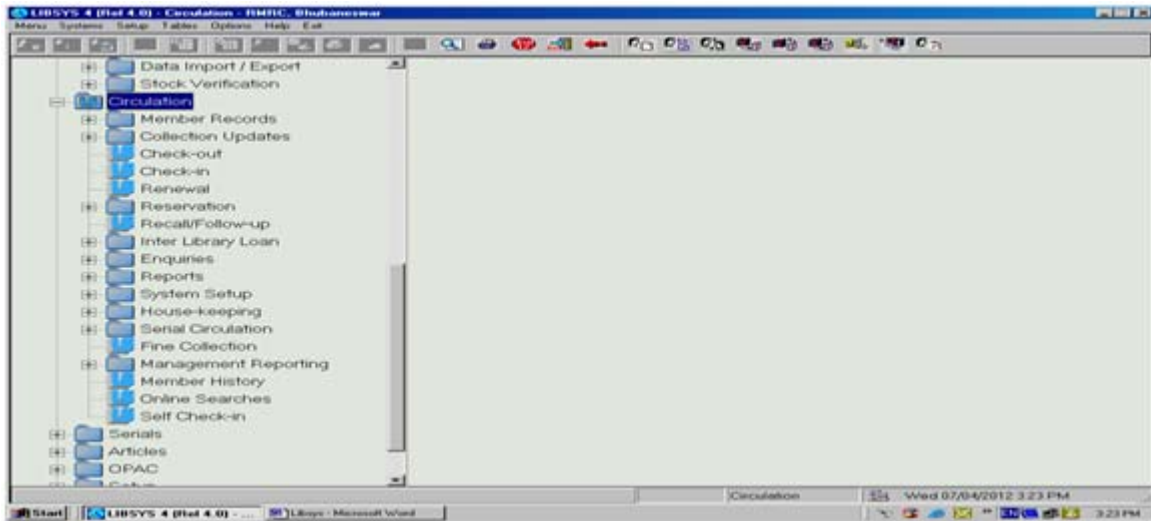 LIBSYS 4 (Rel 4.0) - Circulation - RMRC, Bhubaneswar
Menu Systems Setup Tables Options Help Exit
Data Import / Export
Stock Verification
Circulation
Member Records
Collection Updates
Check-out
Check-in
Renewal
Reservation
Recall/Follow-up
Inter Library Loan
Enquiries
Reports
System Setup
House-keeping
Serial Circulation
Fine Collection
Management Reporting
Member History
Online Searches
Self Check-in
Serials
Articles
OPAC
Circulation Wed 07/04/2012 3:23 PM
Start LIBSYS 4 (Rel 4.0) - ... Libsys - Microsoft Word EN 3:23 PM